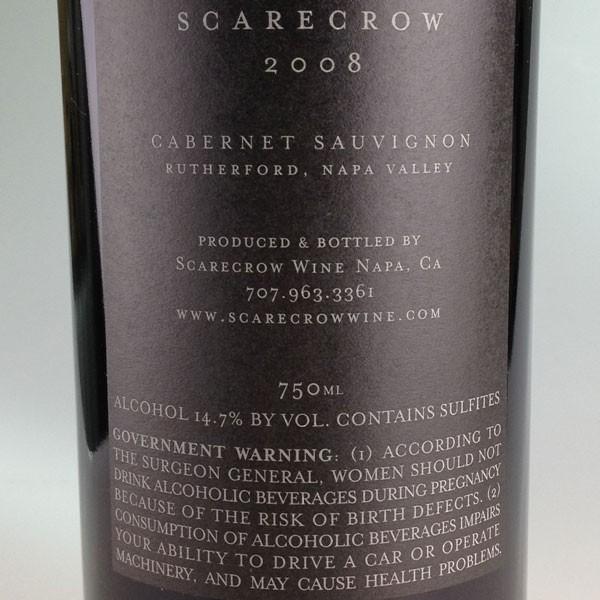 SCARECROW
2008
CABERNET SAUVIGNON
RUTHERFORD, NAPA VALLEY
PRODUCED & BOTTLED BY
SCARECROW WINE NAPA, CA
707.963.3361
WWW.SCARECROWWINE.COM
750ML
ALCOHOL 14.7% BY VOL. CONTAINS SULFITES
GOVERNMENT WARNING: (1) ACCORDING TO
THE SURGEON GENERAL, WOMEN SHOULD NOT
DRINK ALCOHOLIC BEVERAGES DURING PREGNANCY
BECAUSE OF THE RISK OF BIRTH DEFECTS. (2)
CONSUMPTION OF ALCOHOLIC BEVERAGES IMPAIRS
YOUR ABILITY TO DRIVE A CAR OR OPERATE
MACHINERY, AND MAY CAUSE HEALTH PROBLEMS.